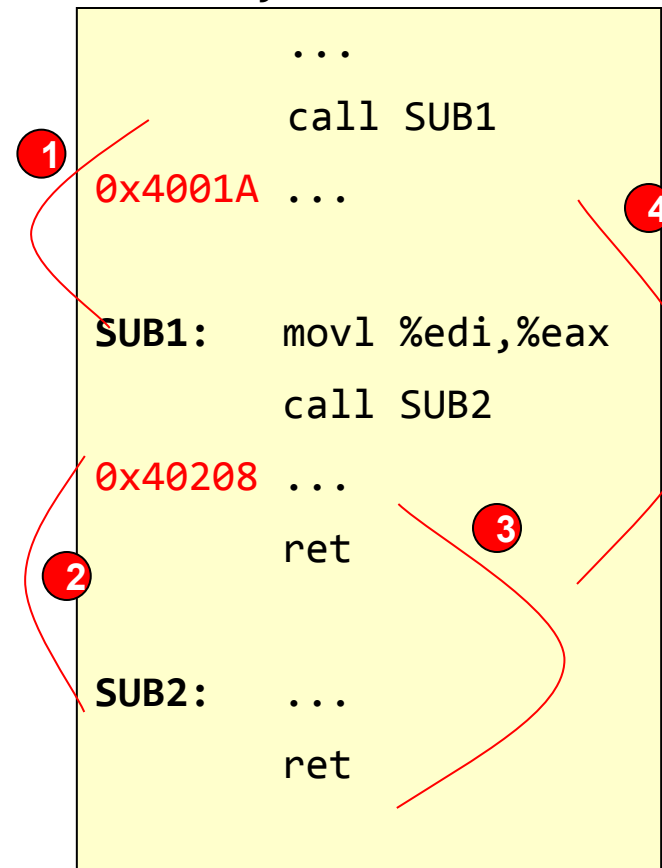 ...
call SUB1
1
0x4001A ...
4
SUB1: movl %edi,%eax
call SUB2
0x40208 ...
3
ret
2
SUB2: ...
ret